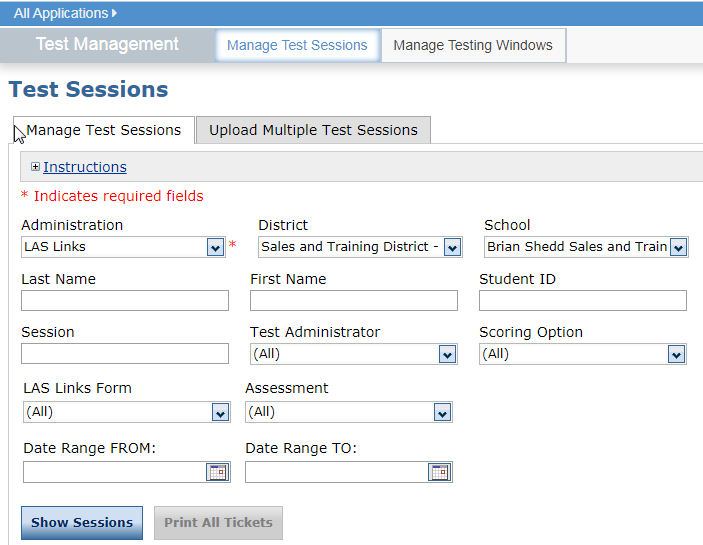 All Applications
Test Management Manage Test Sessions Manage Testing Windows
Test Sessions
Manage Test Sessions Upload Multiple Test Sessions
Instructions
* Indicates required fields
Administration District School
LAS Links * Sales and Training District - Brian Shedd Sales and Train
Last Name First Name Student ID
Session Test Administrator Scoring Option
(All) (All)
LAS Links Form Assessment
(All) (All)
Date Range FROM: Date Range TO:
Show Sessions Print All Tickets